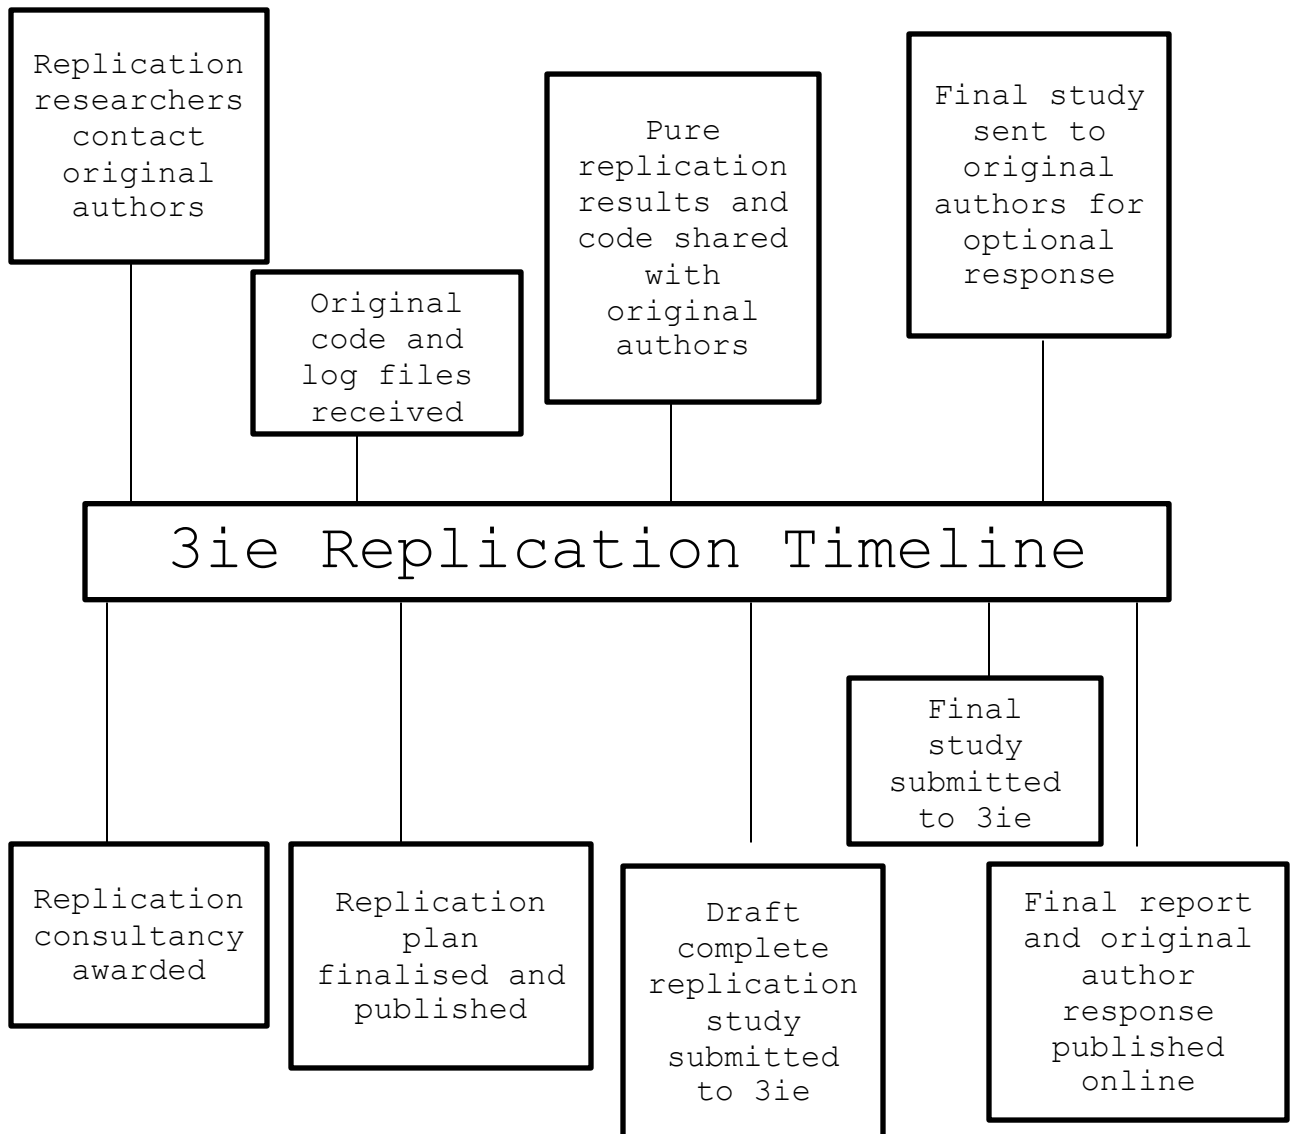 Replication
researchers
contact
original
authors
Original
code and
log files
received
Pure
replication
results and
code shared
with
original
authors
Final study
sent to
original
authors for
optional
response
3ie Replication Timeline
Replication
consultancy
awarded
Replication
plan
finalised and
published
Draft
complete
replication
study
submitted
to 3ie
Final
study
submitted
to 3ie
Final report
and original
author
response
published
online